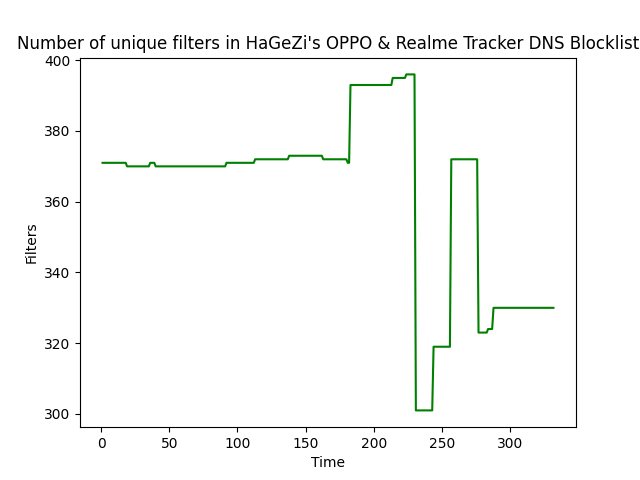 Number of unique filters in HaGeZi's OPPO & Realme Tracker DNS Blocklist
400
380
360
340
320
300
Filters
0 50 100 150 200 250 300
Time